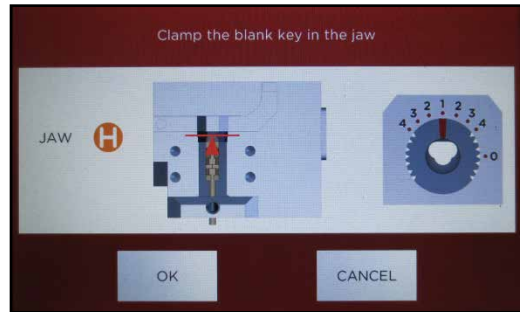 Clamp the blank key in the jaw
JAW H
4 3 2 1 2 3 4 0
OK CANCEL